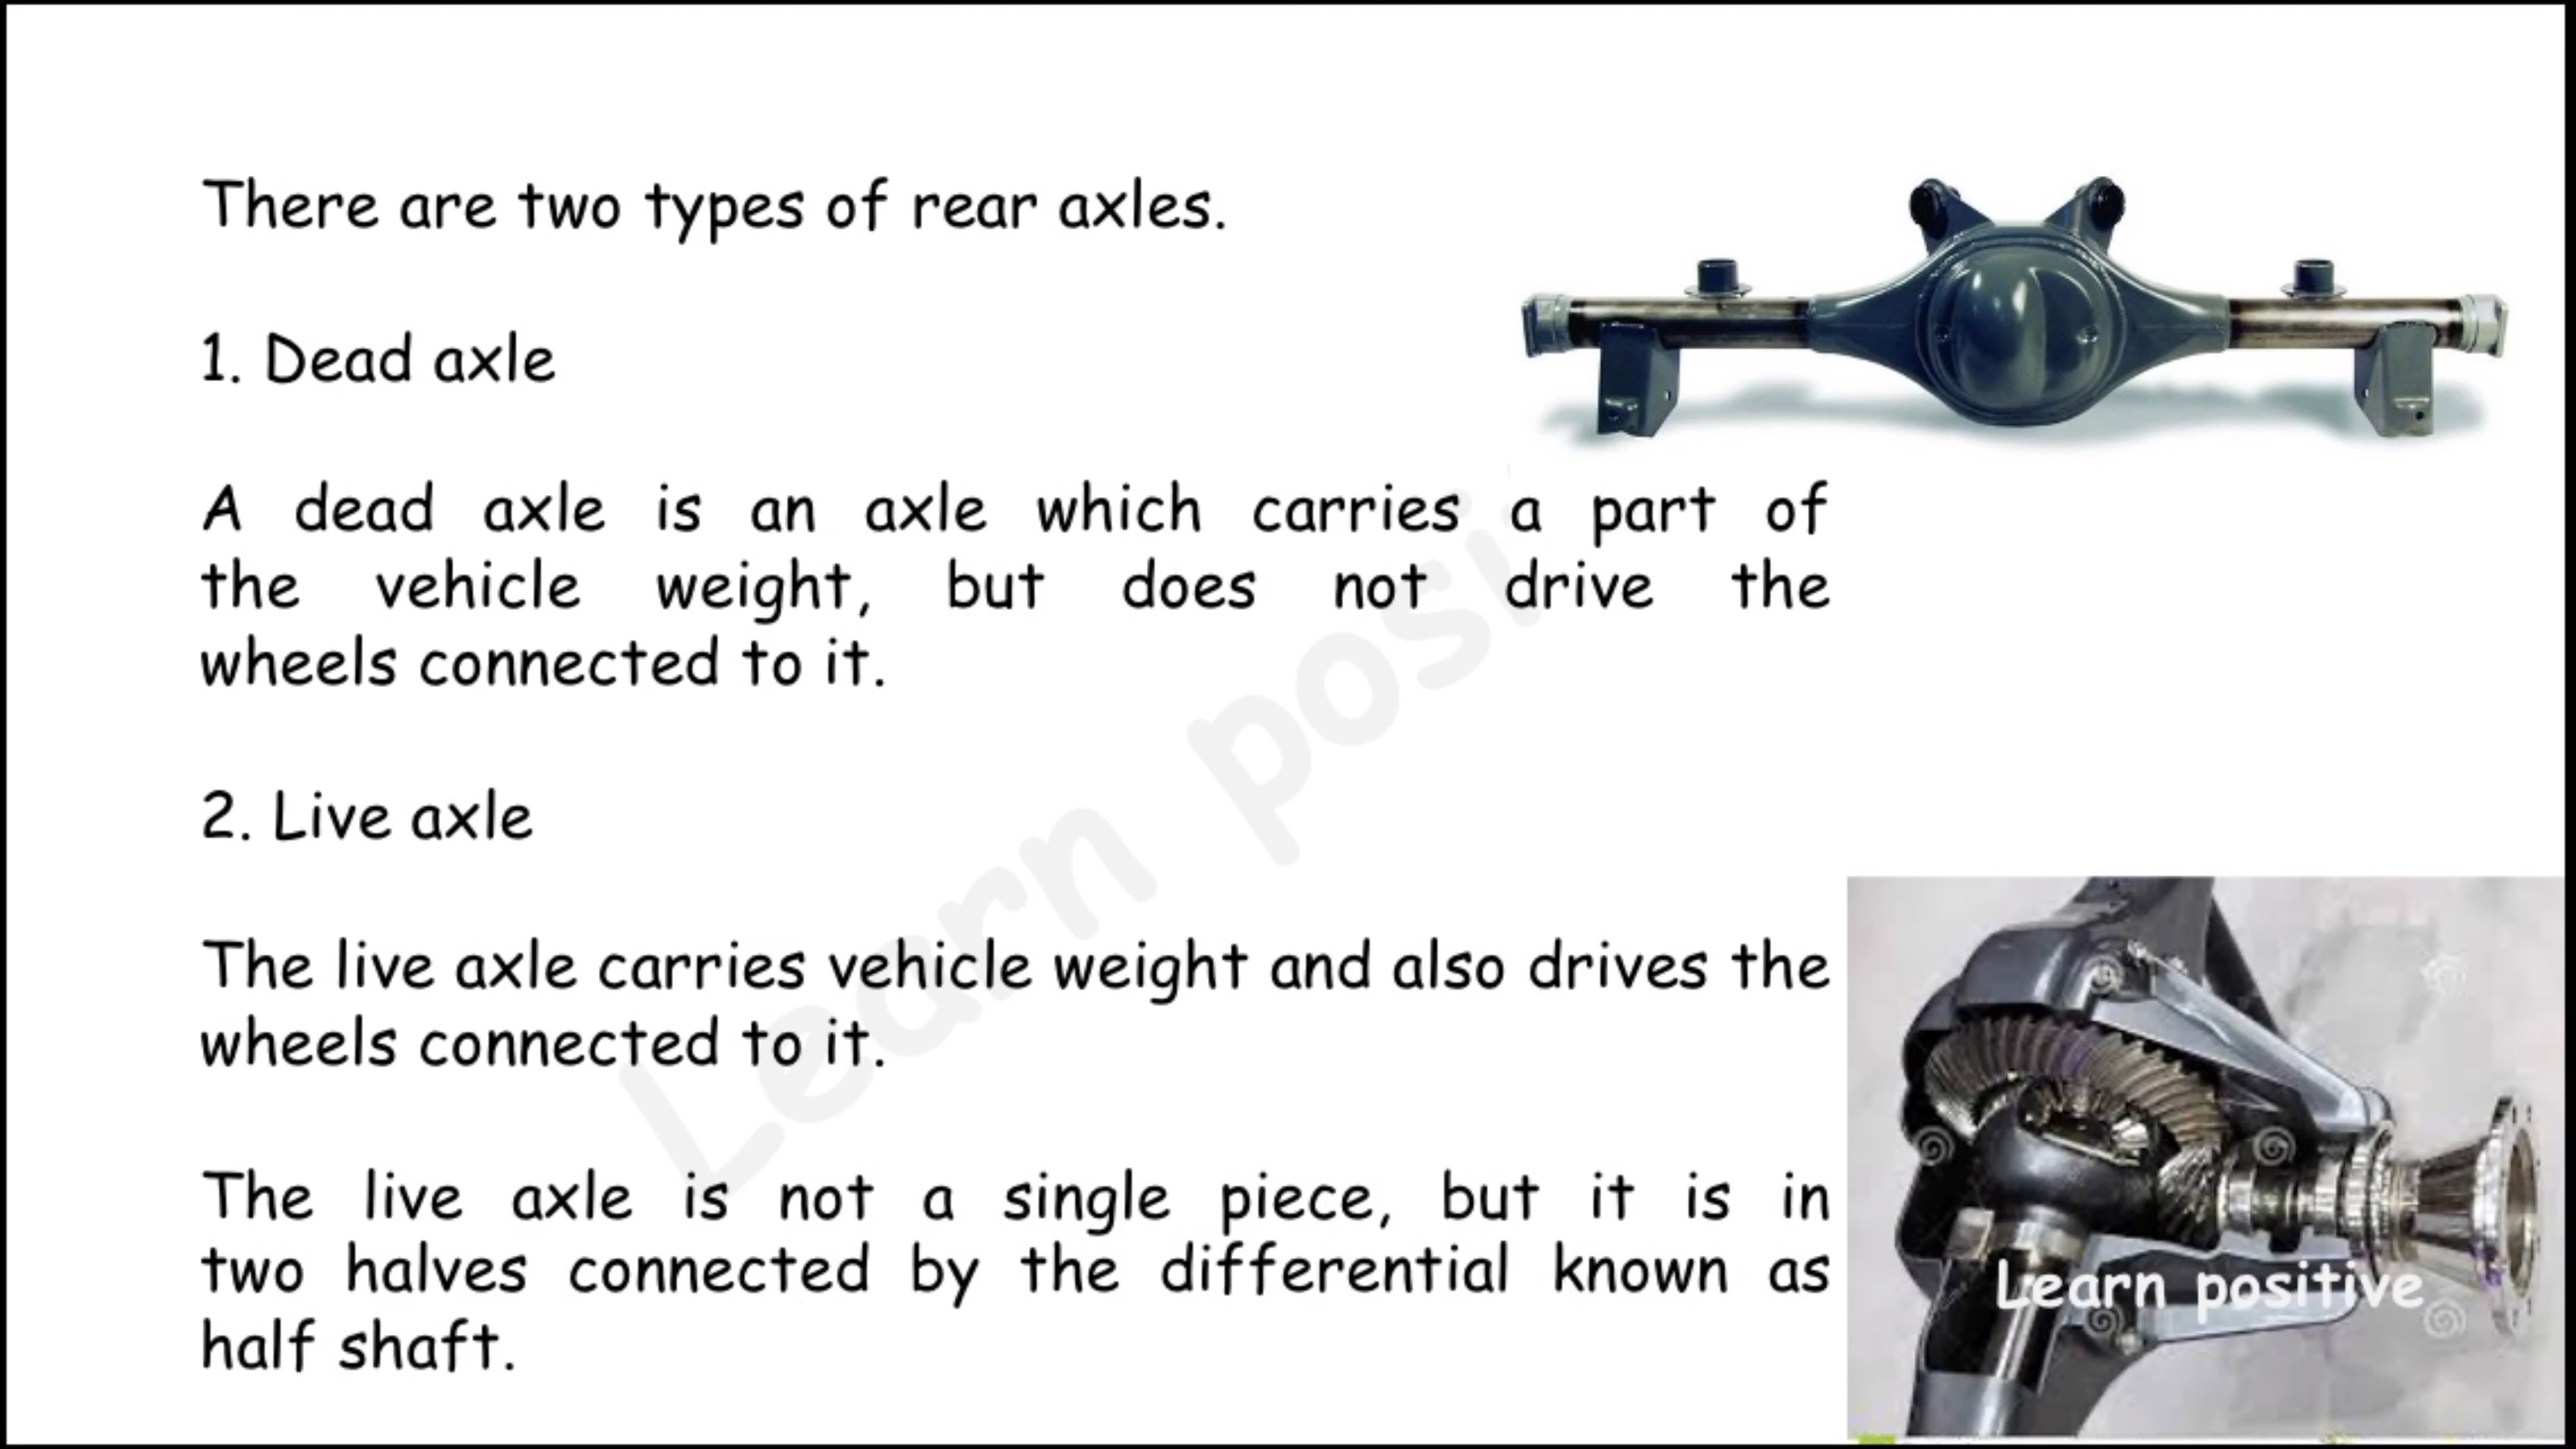 There are two types of rear axles.
1. Dead axle
A dead axle is an axle which carries a part of
the vehicle weight, but does not drive the
wheels connected to it.
2. Live axle
The live axle carries vehicle weight and also drives the
wheels connected to it.
The live axle is not a single piece, but it is in
two halves connected by the differential known as
half shaft.
Learn posi
Learn positive